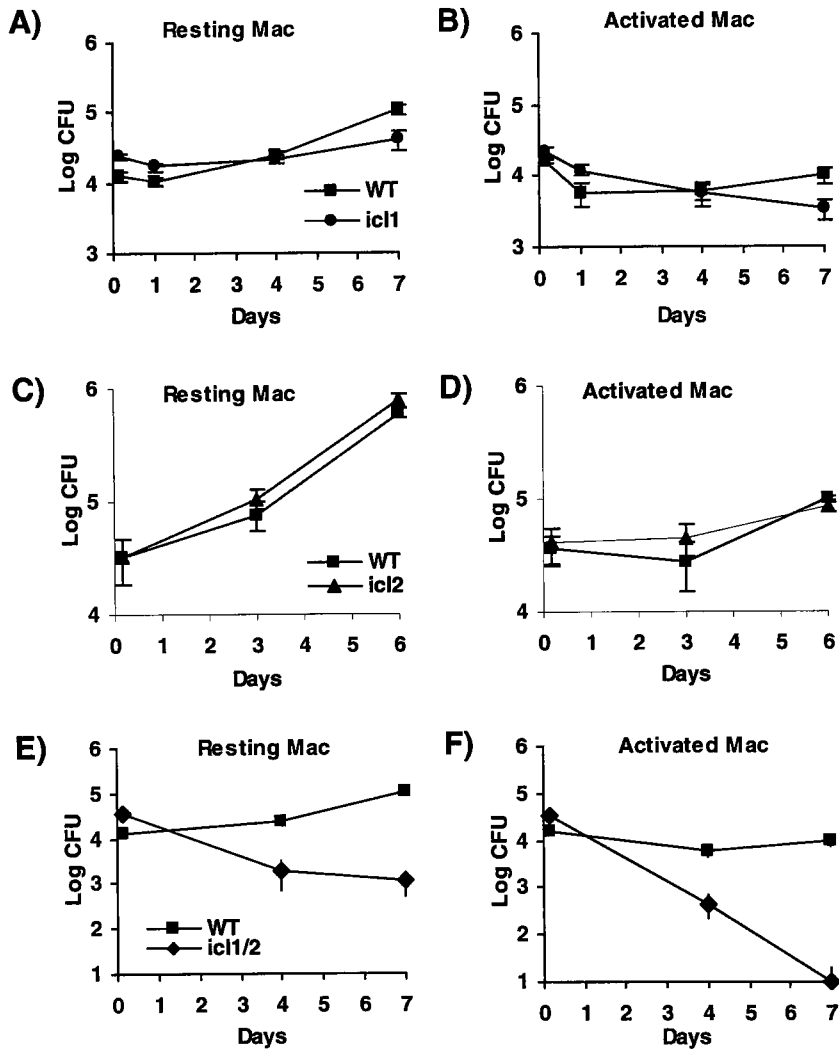 A) Resting Mac
6
5
4
3
Log CFU
WT
icl1
0 1 2 3 4 5 6 7
Days
B) Activated Mac
6
5
4
3
Log CFU
0 1 2 3 4 5 6 7
Days
C) Resting Mac
6
5
4
Log CFU
WT
icl2
0 1 2 3 4 5 6
Days
D) Activated Mac
6
5
4
Log CFU
0 1 2 3 4 5 6
Days
E) Resting Mac
6
5
4
3
2
1
Log CFU
WT
icl1/2
0 1 2 3 4 5 6 7
Days
F) Activated Mac
6
5
4
3
2
1
Log CFU
0 1 2 3 4 5 6 7
Days